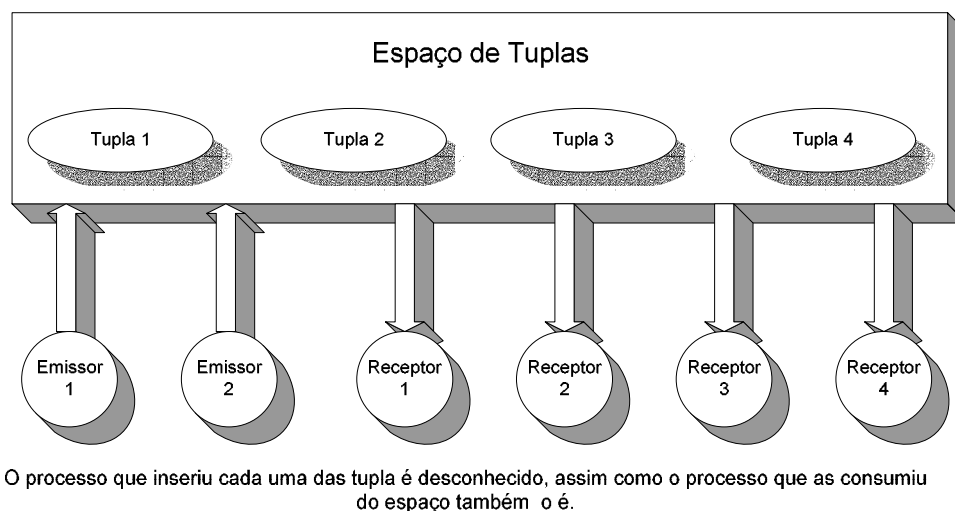 Espaço de Tuplas
Tupla 1
Tupla 2
Tupla 3
Tupla 4
Emissor
1
Emissor
2
Receptor
1
Receptor
2
Receptor
3
Receptor
4
O processo que inseriu cada uma das tupla é desconhecido, assim como o processo que as consumiu
do espaço também o é.